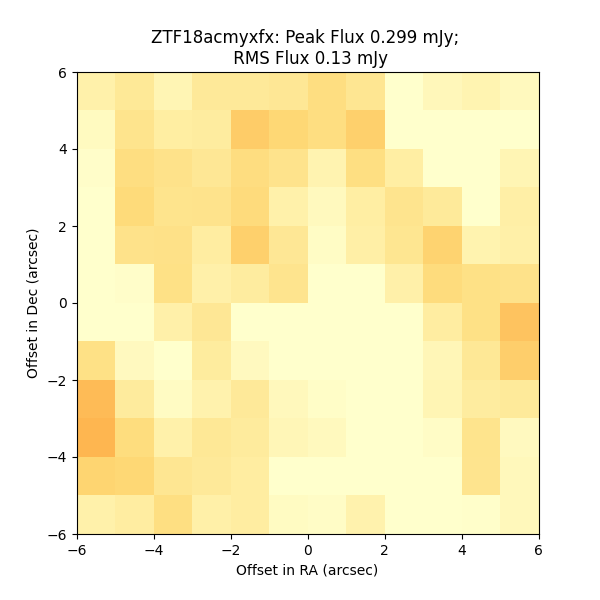 ZTF18acmyxfx: Peak Flux 0.299 mJy;
RMS Flux 0.13 mJy
6
4
2
0
−2
−4
−6
Offset in Dec (arcsec)
−6 −4 −2 0 2 4 6
Offset in RA (arcsec)